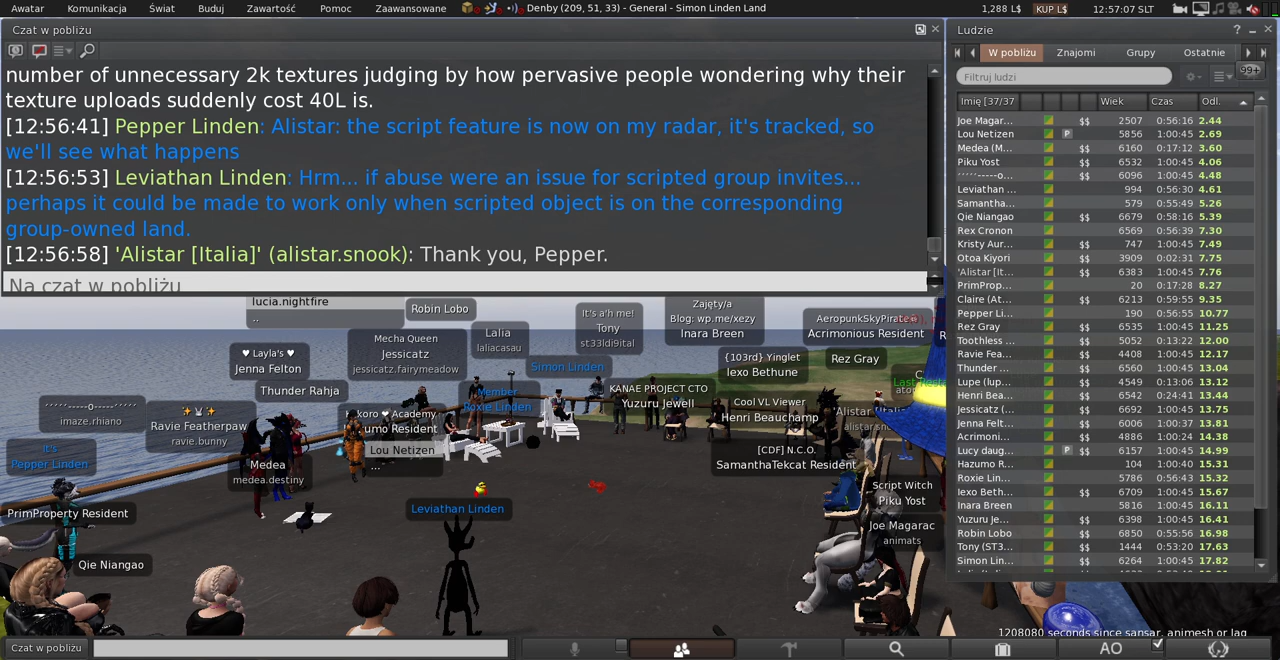 Awatar Komunikacja Świat Buduj Zawartość Pomoc Zaawansowane Denby (209, 51, 33) - General - Simon Linden Land 1,288 L$ KUP L$ 12:57:07 SLT
Czat w pobliżu
number of unnecessary 2k textures judging by how pervasive people wondering why their
texture uploads suddenly cost 40L is.
[12:56:41] Pepper Linden: Alistar: the script feature is now on my radar, it's tracked, so
we'll see what happens
[12:56:53] Leviathan Linden: Hrm... if abuse were an issue for scripted group invites...
perhaps it could be made to work only when scripted object is on the corresponding
group-owned land.
[12:56:58] 'Alistar [Italia]' (alistar.snook): Thank you, Pepper.
Na czat w pobliżu
lucia.nightfire
..
Robin Lobo
It's a'h me!
Tony
st33ldi9ital
Zajęty/a
Blog: wp.me/xezy
Inara Breen
AeropunkSkyPirate
Acrimonious Resident
Mecha Queen
Jessicatz
jessicatz.fairymeadow
Lalia
laliacasau
♥ Layla's ♥
Jenna Felton
Simon Linden
{103rd} Yinglet
Iexo Bethune
Rez Gray
Thunder Rahja
Member
Roxie Linden
KANAE PROJECT CTO
Yuzuru Jewell
Cool VL Viewer
Henri Beauchamp
'Alistar [Italia]'
alistar.sno
´´´´´-----o-----´´´´´
imaze.rhiano
Ravie Featherpaw
ravie.bunny
koro ♥ Academy
umo Resident
Lou Netizen
...
It's
Pepper Linden
Medea
medea.destiny
[CDF] N.C.O.
SamanthaTekcat Resident
Script Witch
Piku Yost
PrimProperty Resident
Leviathan Linden
Joe Magarac
animats
Qie Niangao
1208080 seconds since sansar, animesh or lag
Ludzie
W pobliżu Znajomi Grupy Ostatnie
Filtruj ludzi 99+
Imię [37/37 Wiek Czas Odl.
Joe Magar... $$ 2507 0:56:16 2.44
Lou Netizen P 5856 1:00:45 2.69
Medea (M... $$ 6160 0:17:12 3.60
Piku Yost $$ 6532 1:00:45 4.06
´´´´´-----o... $$ 6096 1:00:45 4.48
Leviathan ... 994 0:56:30 4.61
Samantha... 579 0:55:49 5.26
Qie Niangao $$ 6679 0:58:16 5.39
Rex Cronon 6569 0:56:39 7.30
Kristy Aur... $$ 747 1:00:45 7.49
Otoa Kiyori $$ 3909 0:02:31 7.75
'Alistar [It... $$ 6383 1:00:45 7.76
PrimProp... 20 0:17:28 8.27
Claire (At... $$ 6213 0:59:55 9.35
Pepper Li... 190 0:56:55 10.77
Rez Gray $$ 6535 1:00:45 11.25
Toothless ... $$ 5052 0:13:22 12.00
Ravie Fea... $$ 4408 1:00:45 12.17
Thunder ... $$ 6560 1:00:45 13.04
Lupe (lup... $$ 4549 0:13:06 13.12
Henri Bea... $$ 6542 0:24:41 13.44
Jessicatz (... $$ 6692 1:00:45 13.75
Jenna Felt... $$ 6006 1:00:37 13.81
Acrimoni... $$ 4886 1:00:24 14.38
Lucy daug... P $$ 6157 1:00:45 14.99
Hazumo R... 104 0:40:40 15.31
Roxie Lin... 5786 0:56:43 15.32
Iexo Beth... $$ 6709 1:00:45 15.67
Inara Breen 5816 1:00:45 16.11
Yuzuru Je... $$ 6398 1:00:45 16.41
Robin Lobo $$ 6850 0:55:56 16.98
Tony (ST3... $$ 1444 0:53:20 17.63
Simon Lin... $$ 6264 1:00:45 17.82
Czat w pobliżu AO